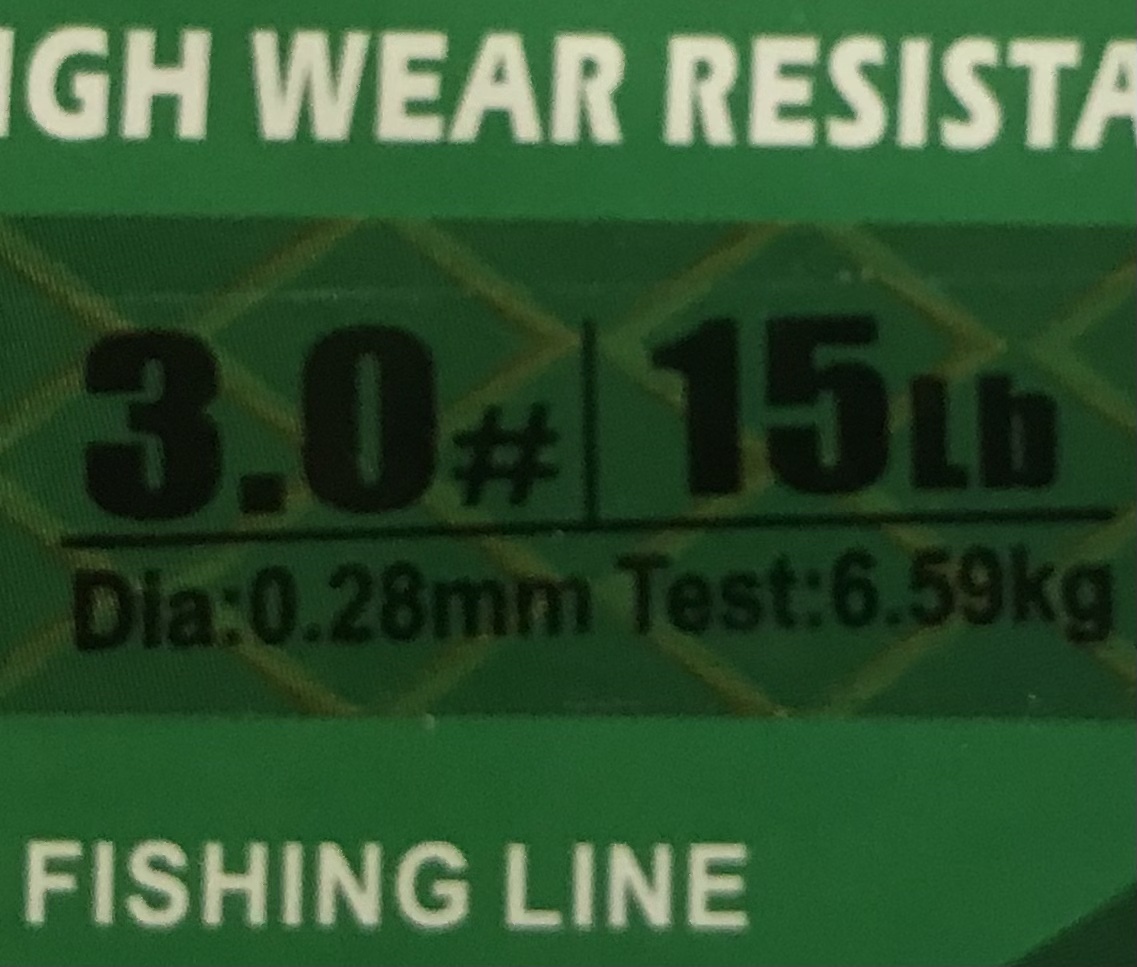 IGH WEAR RESISTA
3.0# 15Lb
Dia:0.28mm Test:6.59kg
FISHING LINE